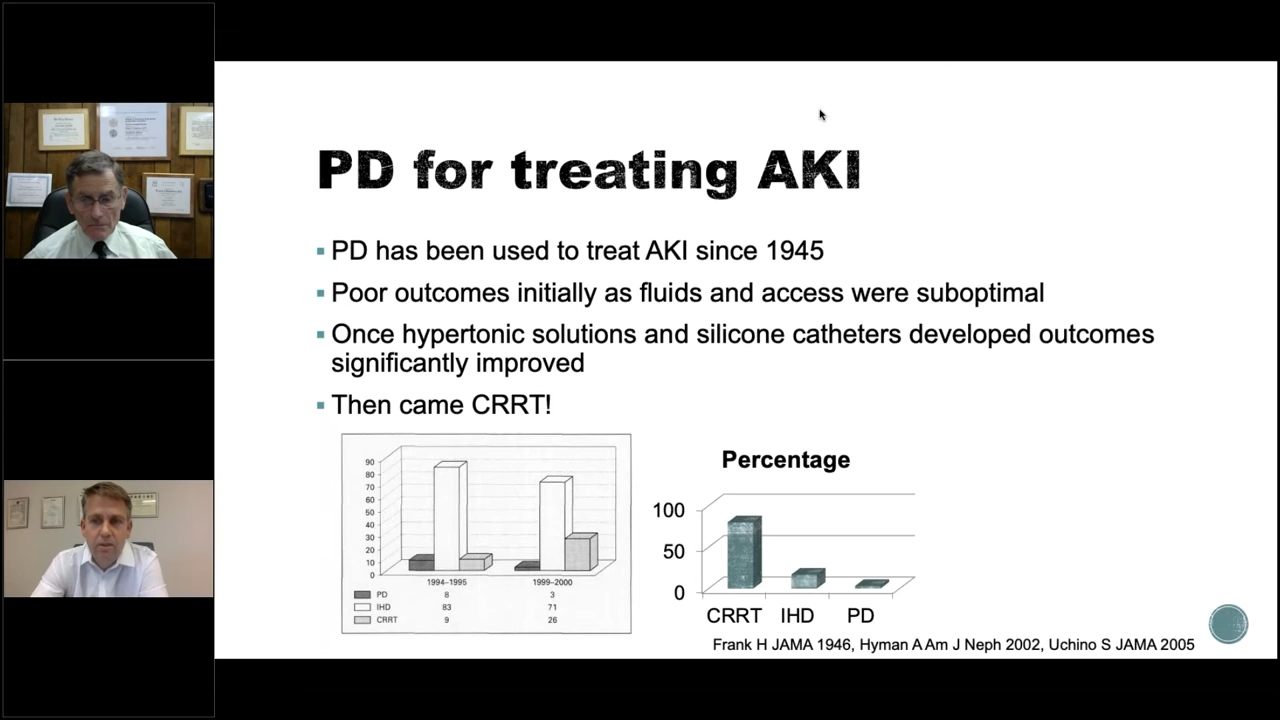 PD for treating AKI
PD has been used to treat AKI since 1945
Poor outcomes initially as fluids and access were suboptimal
Once hypertonic solutions and silicone catheters developed outcomes
significantly improved
Then came CRRT!
90
80
70
60
50
40
30
20
10
0
1994–1995 1999–2000
PD 8 3
IHD 83 71
CRRT 9 26
Percentage
100
50
0
CRRT IHD PD
Frank H JAMA 1946, Hyman A Am J Neph 2002, Uchino S JAMA 2005